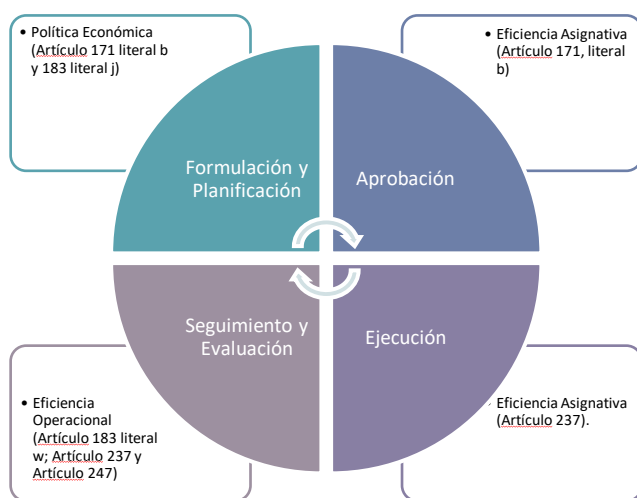 • Política Económica
(Artículo 171 literal b
y 183 literal j)
• Eficiencia Asignativa
(Artículo 171, literal
b)
Formulación y
Planificación
Aprobación
Seguimiento y
Evaluación
Ejecución
• Eficiencia
Operacional
(Artículo 183 literal
w; Artículo 237 y
Artículo 247)
• Eficiencia Asignativa
(Artículo 237).